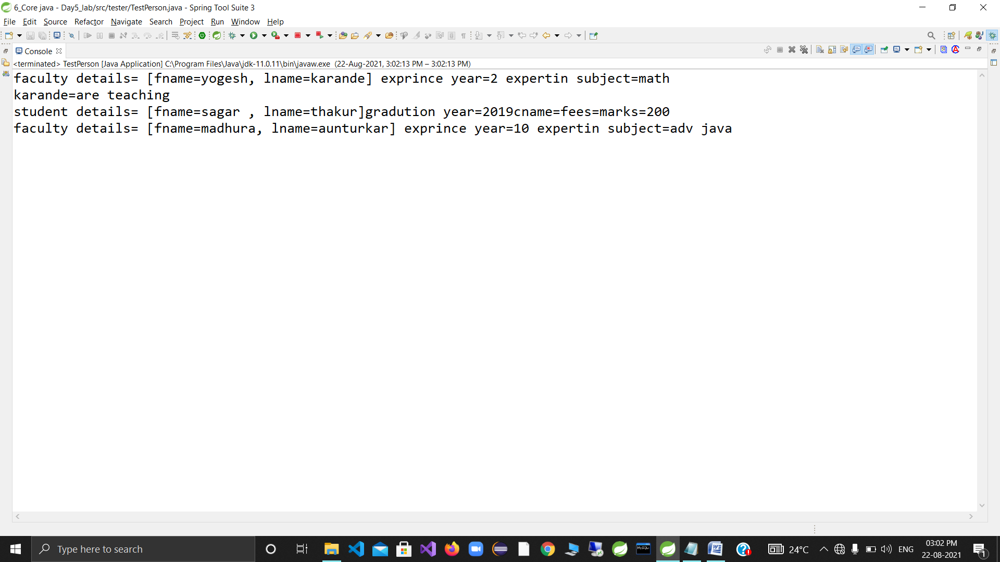 6_Core java - Day5_lab/src/tester/TestPerson.java - Spring Tool Suite 3
File Edit Source Refactor Navigate Search Project Run Window Help
Console
<terminated> TestPerson [Java Application] C:\Program Files\Java\jdk-11.0.11\bin\javaw.exe (22-Aug-2021, 3:02:13 PM – 3:02:13 PM)
faculty details= [fname=yogesh, lname=karande] exprince year=2 expertin subject=math
karande=are teaching
student details= [fname=sagar , lname=thakur]gradution year=2019cname=fees=marks=200
faculty details= [fname=madhura, lname=aunturkar] exprince year=10 expertin subject=adv java
Type here to search
MySQL
24°C
ENG
03:02 PM
22-08-2021
1